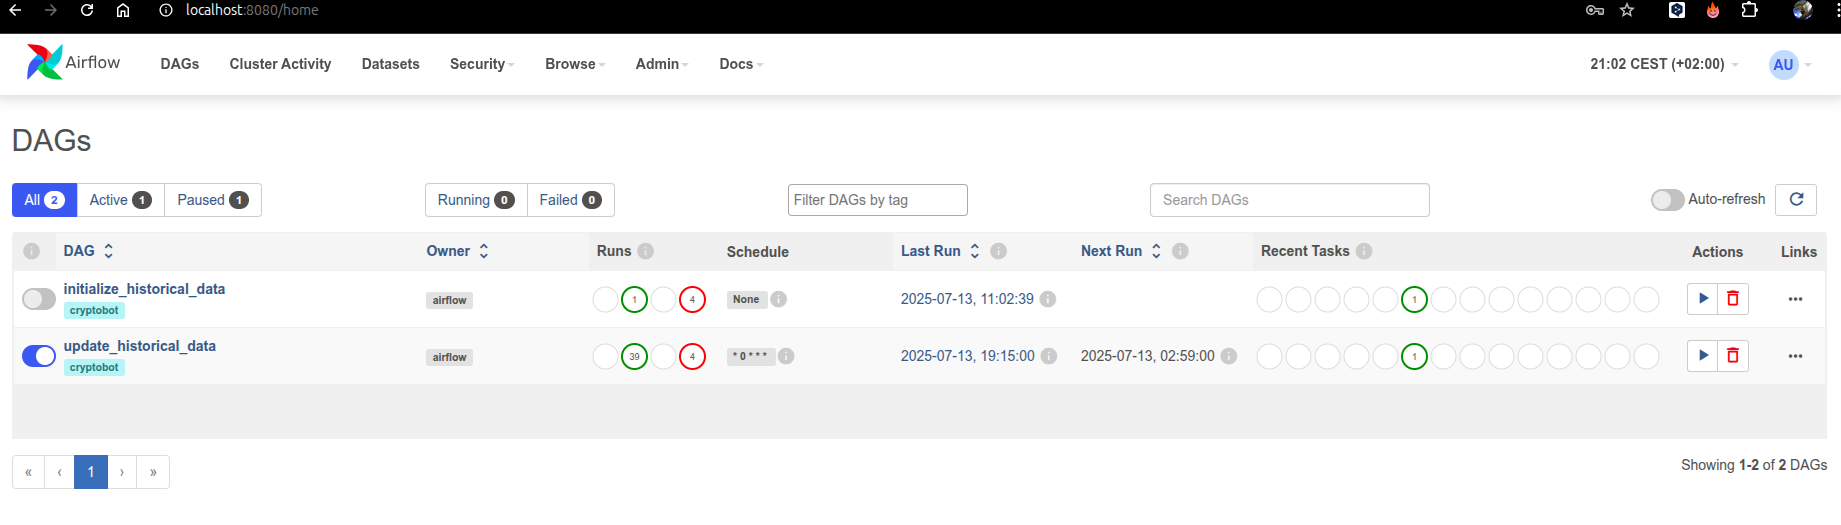 localhost:8080/home
Airflow DAGs Cluster Activity Datasets Security Browse Admin Docs 21:02 CEST (+02:00) AU
DAGs
All 2 Active 1 Paused 1 Running 0 Failed 0 Filter DAGs by tag Search DAGs Auto-refresh
DAG Owner Runs Schedule Last Run Next Run Recent Tasks Actions Links
initialize_historical_data
cryptobot
airflow 1 4 None 2025-07-13, 11:02:39 1
update_historical_data
cryptobot
airflow 39 4 * 0 * * * 2025-07-13, 19:15:00 2025-07-13, 02:59:00 1
« ‹ 1 › » Showing 1-2 of 2 DAGs